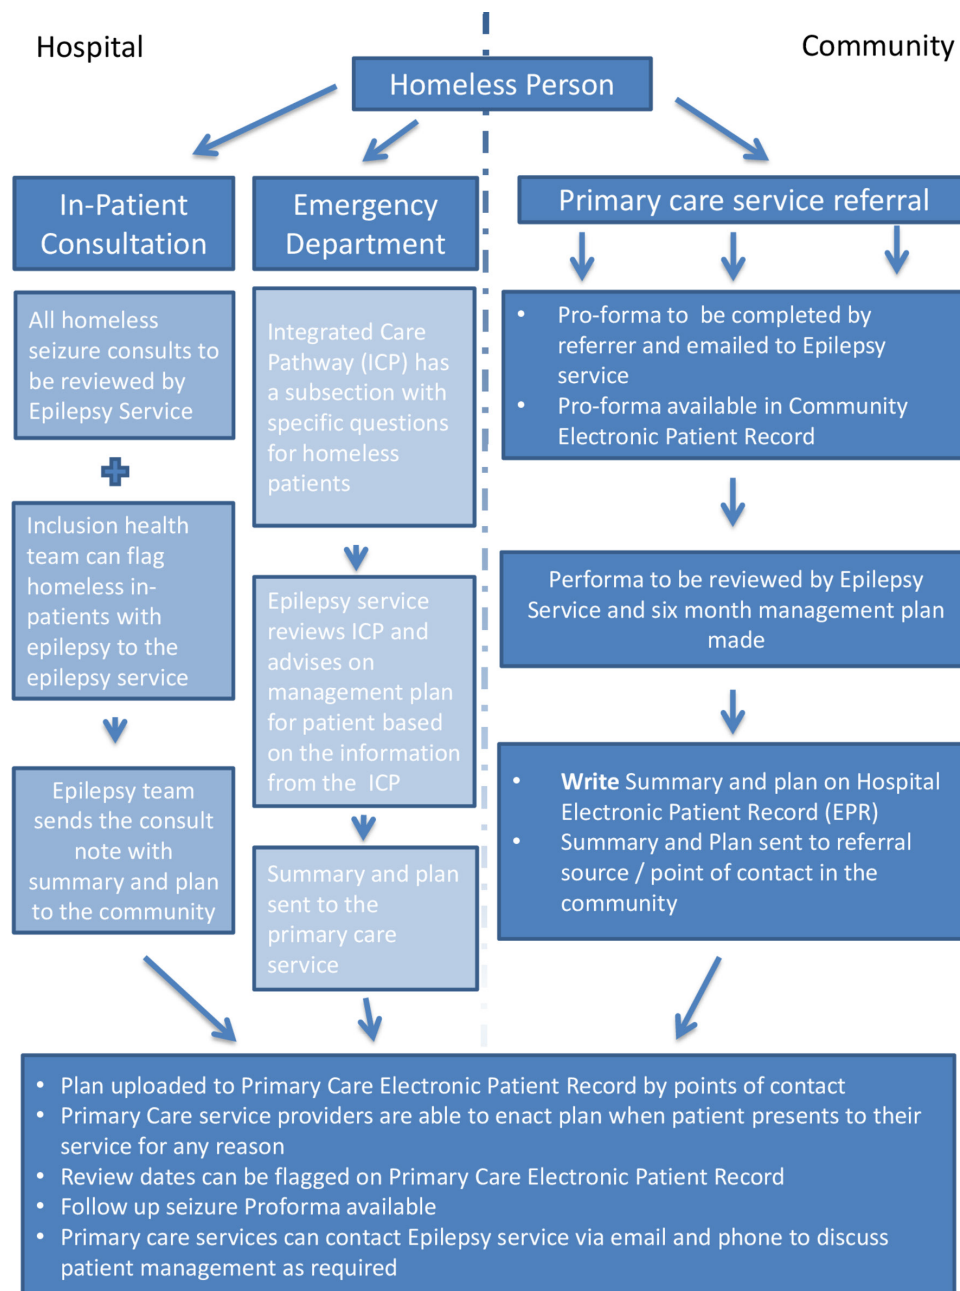 Hospital
Community
Homeless Person
In-Patient
Consultation
Emergency
Department
Primary care service referral
All homeless
seizure consults to
be reviewed by
Epilepsy Service
Inclusion health
team can flag
homeless in-
patients with
epilepsy to the
epilepsy service
Epilepsy team
sends the consult
note with
summary and plan
to the community
Integrated Care
Pathway (ICP) has
a subsection with
specific questions
for homeless
patients
Epilepsy service
reviews ICP and
advises on
management plan
for patient based
on the information
from the ICP
Summary and plan
sent to the
primary care
service
• Pro-forma to be completed by
referrer and emailed to Epilepsy
service
• Pro-forma available in Community
Electronic Patient Record
Performa to be reviewed by Epilepsy
Service and six month management plan
made
• Write Summary and plan on Hospital
Electronic Patient Record (EPR)
• Summary and Plan sent to referral
source / point of contact in the
community
• Plan uploaded to Primary Care Electronic Patient Record by points of contact
• Primary Care service providers are able to enact plan when patient presents to their
service for any reason
• Review dates can be flagged on Primary Care Electronic Patient Record
• Follow up seizure Proforma available
• Primary care services can contact Epilepsy service via email and phone to discuss
patient management as required